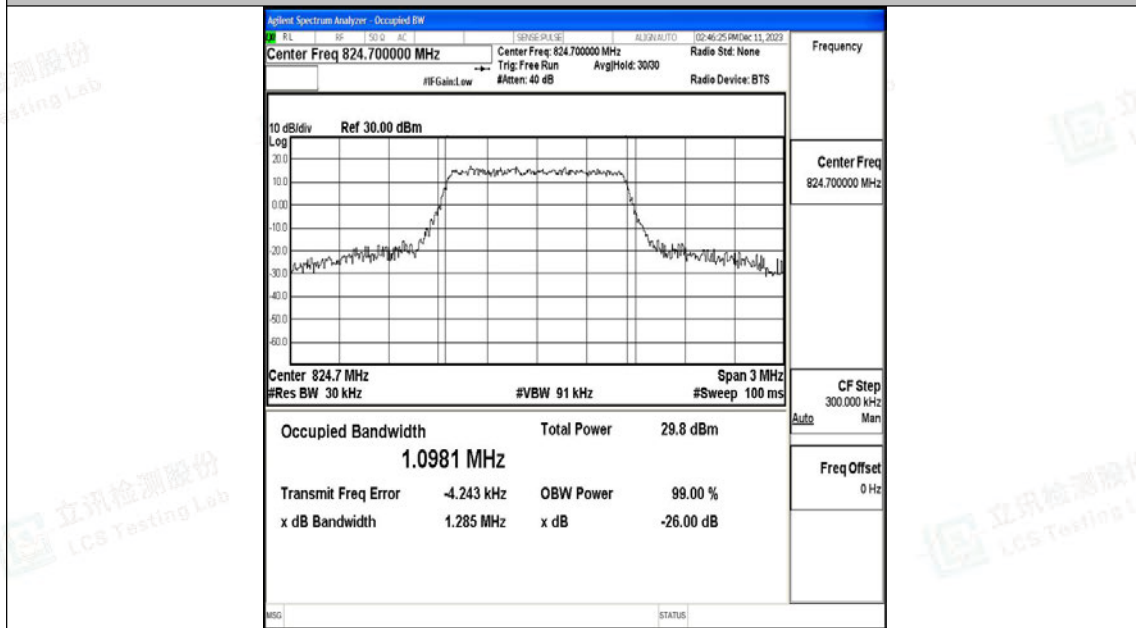 Agilent Spectrum Analyzer - Occupied BW
RL RF 50 Ω AC SENSE:PULSE ALIGNAUTO 02:46:25 PM Dec 11, 2023
Center Freq 824.700000 MHz
Center Freq: 824.700000 MHz
Radio Std: None
Trig: Free Run Avg|Hold: 30/30
#IFGain:Low #Atten: 40 dB
Radio Device: BTS
Frequency
10 dB/div Ref 30.00 dBm
Log
20.0
10.0
0.00
-10.0
-20.0
-30.0
-40.0
-50.0
-60.0
Center Freq
824.700000 MHz
Center 824.7 MHz Span 3 MHz
#Res BW 30 kHz #VBW 91 kHz #Sweep 100 ms
CF Step
300.000 kHz
Auto Man
Occupied Bandwidth Total Power 29.8 dBm
1.0981 MHz
Transmit Freq Error -4.243 kHz OBW Power 99.00 %
x dB Bandwidth 1.285 MHz x dB -26.00 dB
Freq Offset
0 Hz
MSG STATUS
立讯检测股份
LCS Testing Lab
立讯检测股份
LCS Testing L
测股份
sting Lab
立